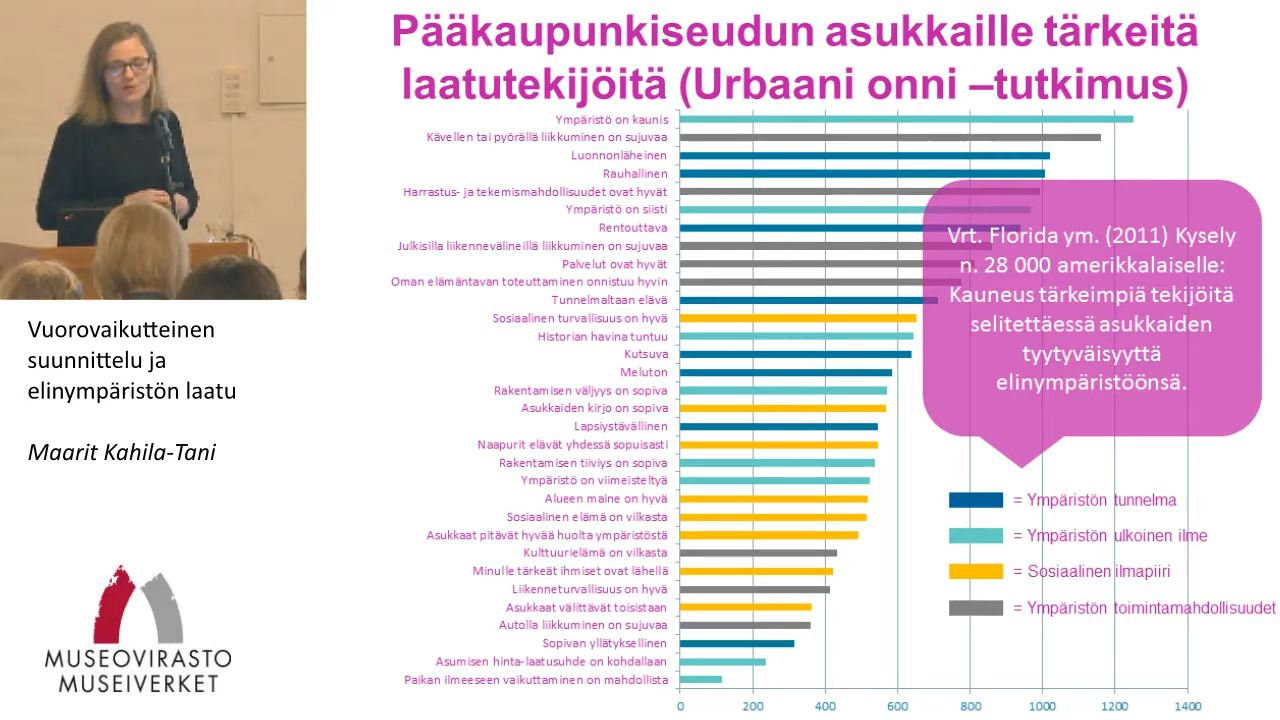 Pääkaupunkiseudun asukkaille tärkeitä
laatutekijöitä (Urbaani onni –tutkimus)
Ympäristö on kaunis
Kävellen tai pyörällä liikkuminen on sujuvaa
Luonnonläheinen
Rauhallinen
Harrastus- ja tekemismahdollisuudet ovat hyvät
Ympäristö on siisti
Rentouttava
Julkisilla liikennevälineillä liikkuminen on sujuvaa
Palvelut ovat hyvät
Oman elämäntavan toteuttaminen onnistuu hyvin
Tunnelmaltaan elävä
Sosiaalinen turvallisuus on hyvä
Historian havina tuntuu
Kutsuva
Meluton
Rakentamisen väljyys on sopiva
Asukkaiden kirjo on sopiva
Lapsiystävällinen
Naapurit elävät yhdessä sopuisasti
Rakentamisen tiiviys on sopiva
Ympäristö on viimeisteltyä
Alueen maine on hyvä
Sosiaalinen elämä on vilkasta
Asukkaat pitävät hyvää huolta ympäristöstä
Kulttuurielämä on vilkasta
Minulle tärkeät ihmiset ovat lähellä
Liikenneturvallisuus on hyvä
Asukkaat välittävät toisistaan
Autolla liikkuminen on sujuvaa
Sopivan yllätyksellinen
Asumisen hinta-laatusuhde on kohdallaan
Paikan ilmeeseen vaikuttaminen on mahdollista
0 200 400 600 800 1000 1200 1400
Vrt. Florida ym. (2011) Kysely
n. 28 000 amerikkalaiselle:
Kauneus tärkeimpiä tekijöitä
selitettäessä asukkaiden
tyytyväisyyttä
elinympäristöönsä.
= Ympäristön tunnelma
= Ympäristön ulkoinen ilme
= Sosiaalinen ilmapiiri
= Ympäristön toimintamahdollisuudet
Vuorovaikutteinen
suunnittelu ja
elinympäristön laatu
Maarit Kahila-Tani
MUSEOVIRASTO
MUSEIVERKET